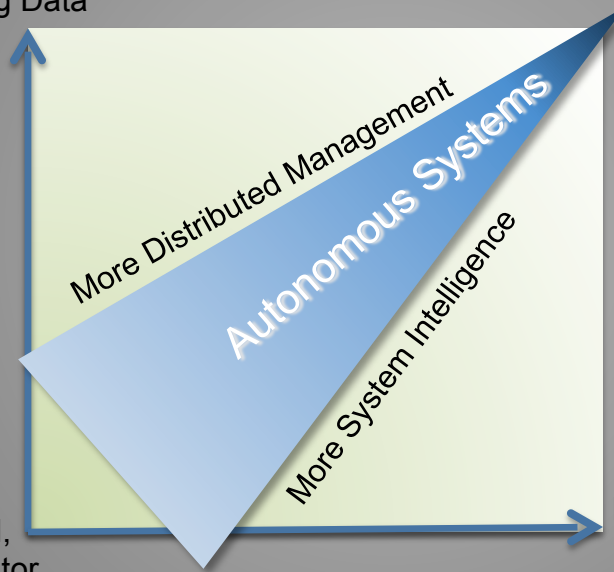 g Data
More Distributed Management
Autonomous Systems
More System Intelligence
,
tor